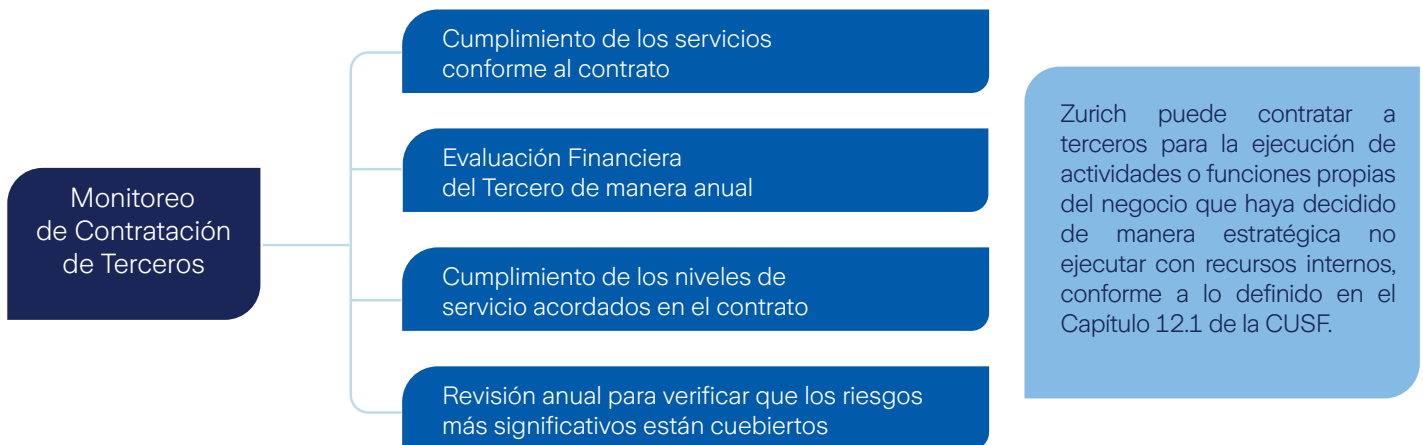 Monitoreo
de Contratación
de Terceros
Cumplimiento de los servicios
conforme al contrato
Evaluación Financiera
del Tercero de manera anual
Cumplimiento de los niveles de
servicio acordados en el contrato
Revisión anual para verificar que los riesgos
más significativos están cuebiertos
Zurich puede contratar a
terceros para la ejecución de
actividades o funciones propias
del negocio que haya decidido
de manera estratégica no
ejecutar con recursos internos,
conforme a lo definido en el
Capítulo 12.1 de la CUSF.